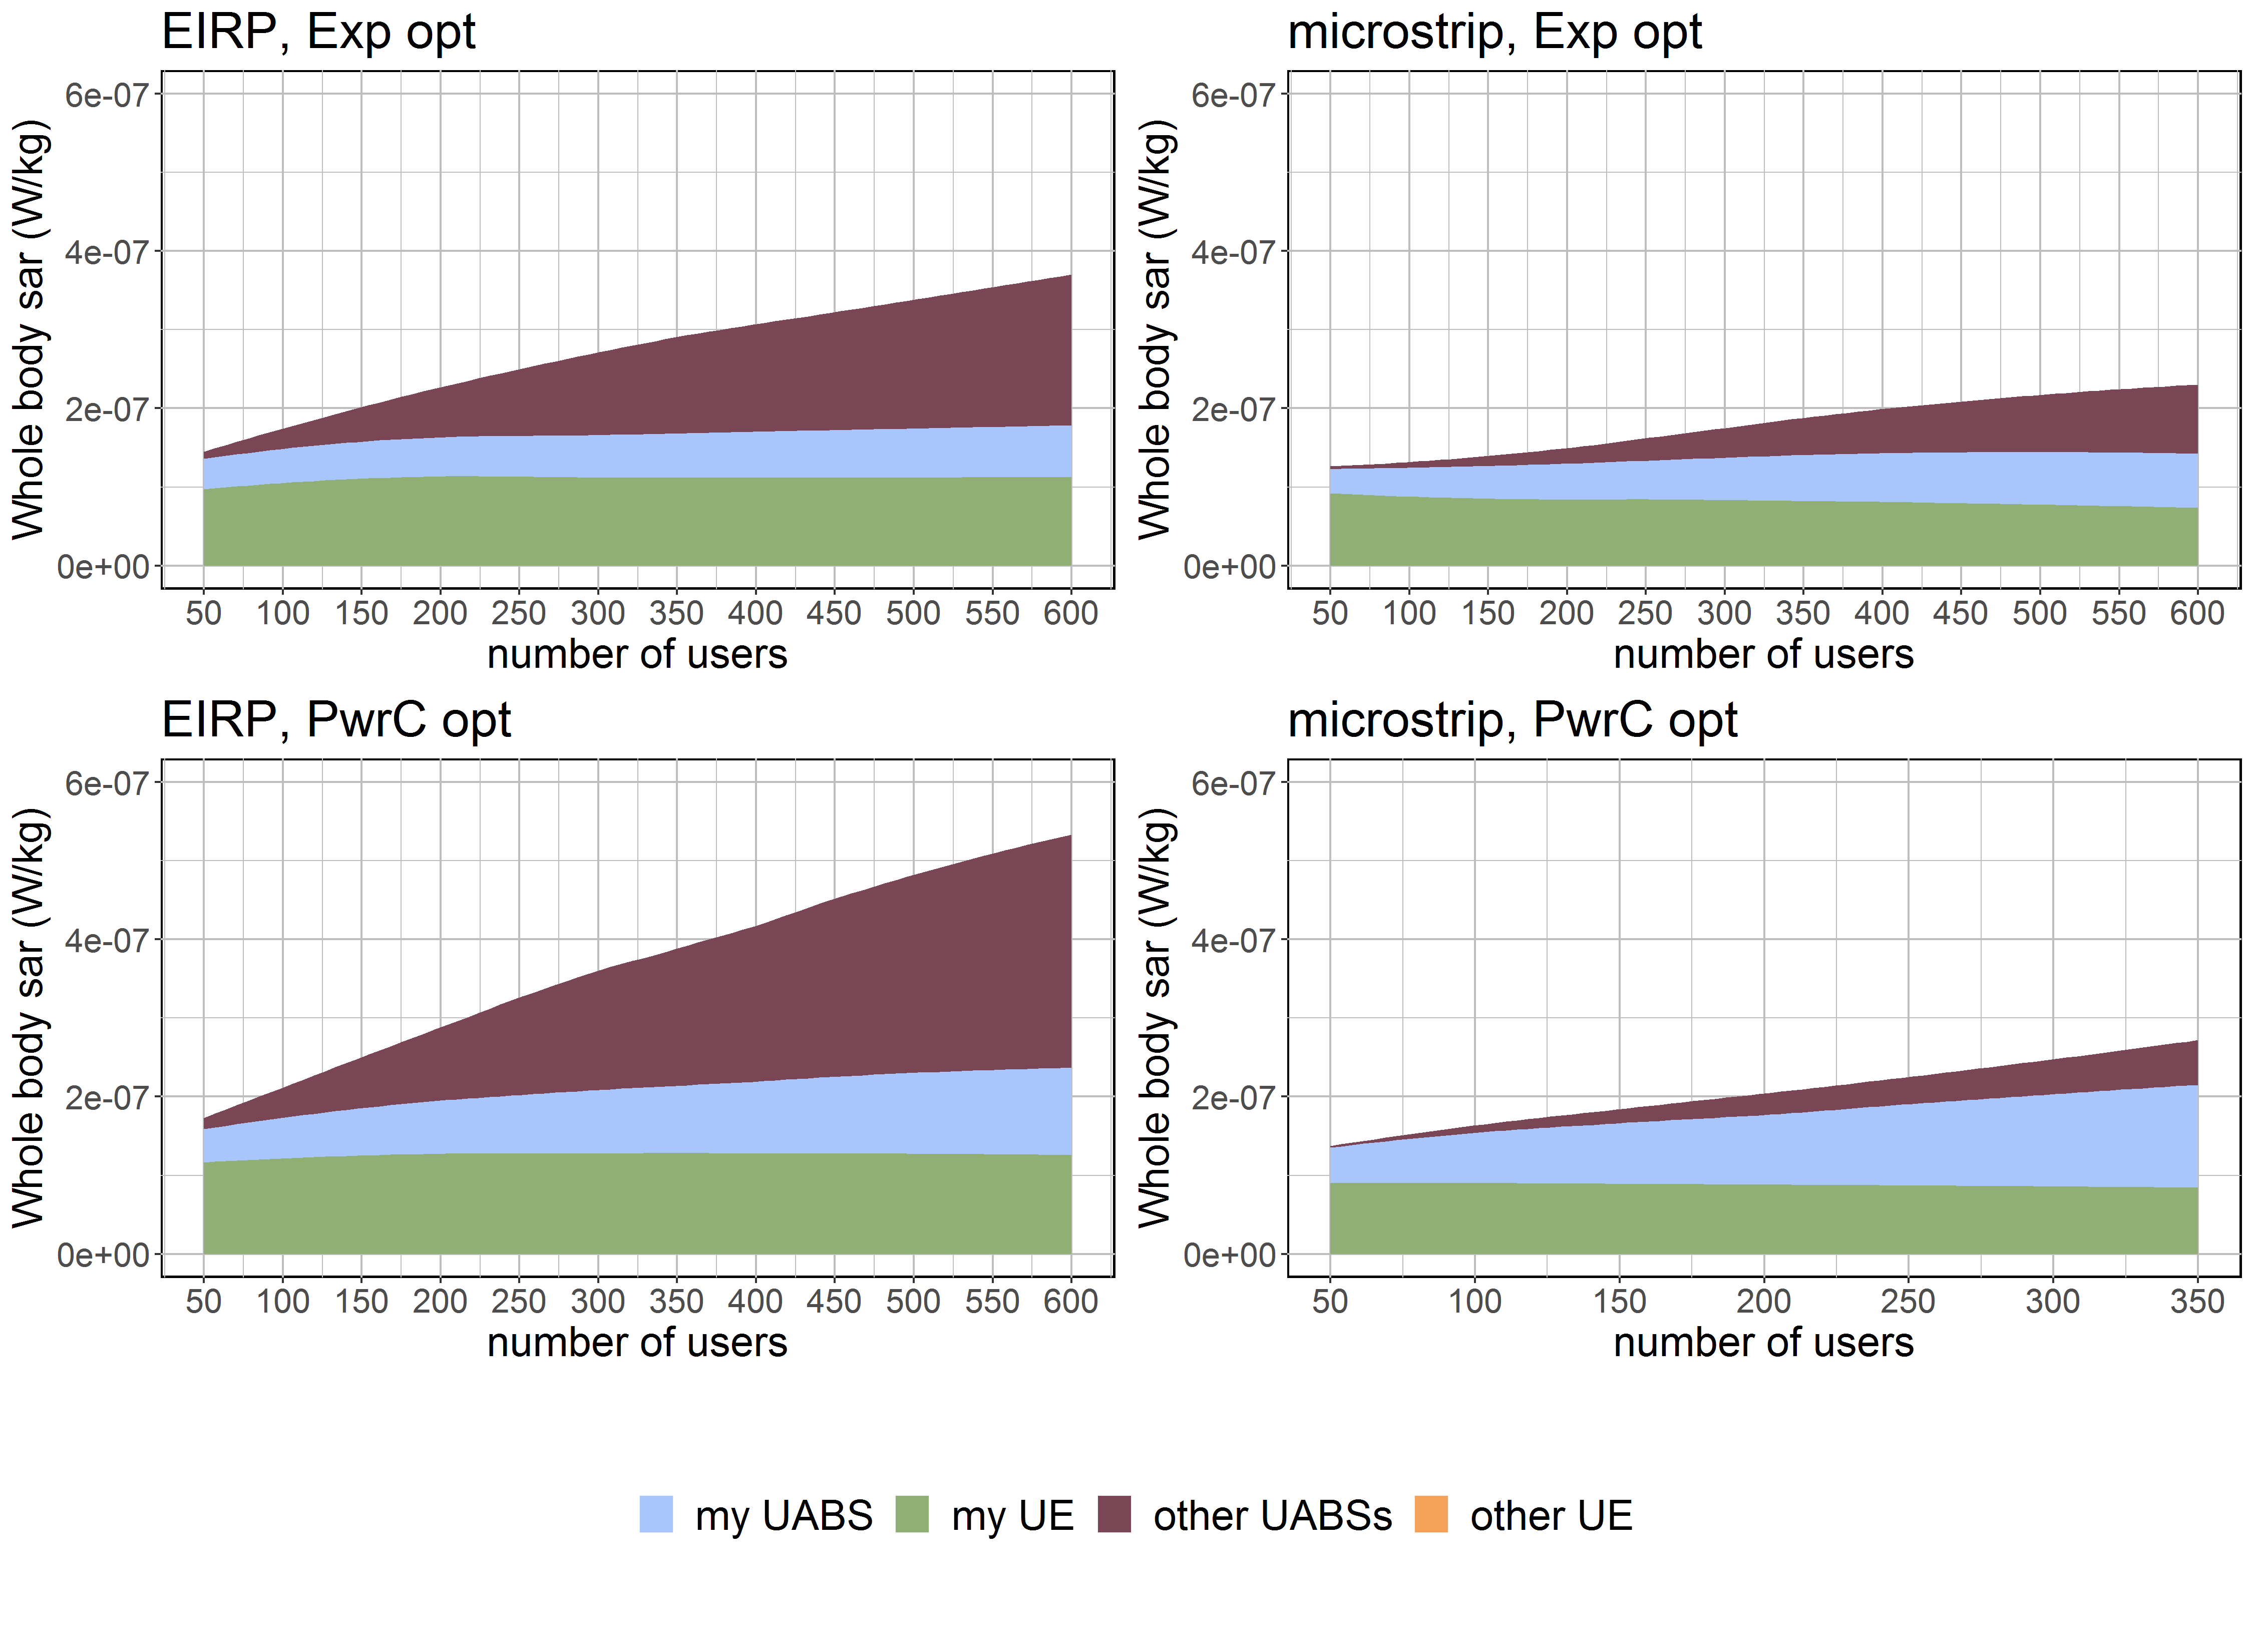 EIRP, Exp opt
Whole body sar (W/kg)
6e-07
4e-07
2e-07
0e+00
50 100 150 200 250 300 350 400 450 500 550 600
number of users
microstrip, Exp opt
Whole body sar (W/kg)
6e-07
4e-07
2e-07
0e+00
50 100 150 200 250 300 350 400 450 500 550 600
number of users
EIRP, PwrC opt
Whole body sar (W/kg)
6e-07
4e-07
2e-07
0e+00
50 100 150 200 250 300 350 400 450 500 550 600
number of users
microstrip, PwrC opt
Whole body sar (W/kg)
6e-07
4e-07
2e-07
0e+00
50 100 150 200 250 300 350
number of users
my UABS my UE other UABSs other UE